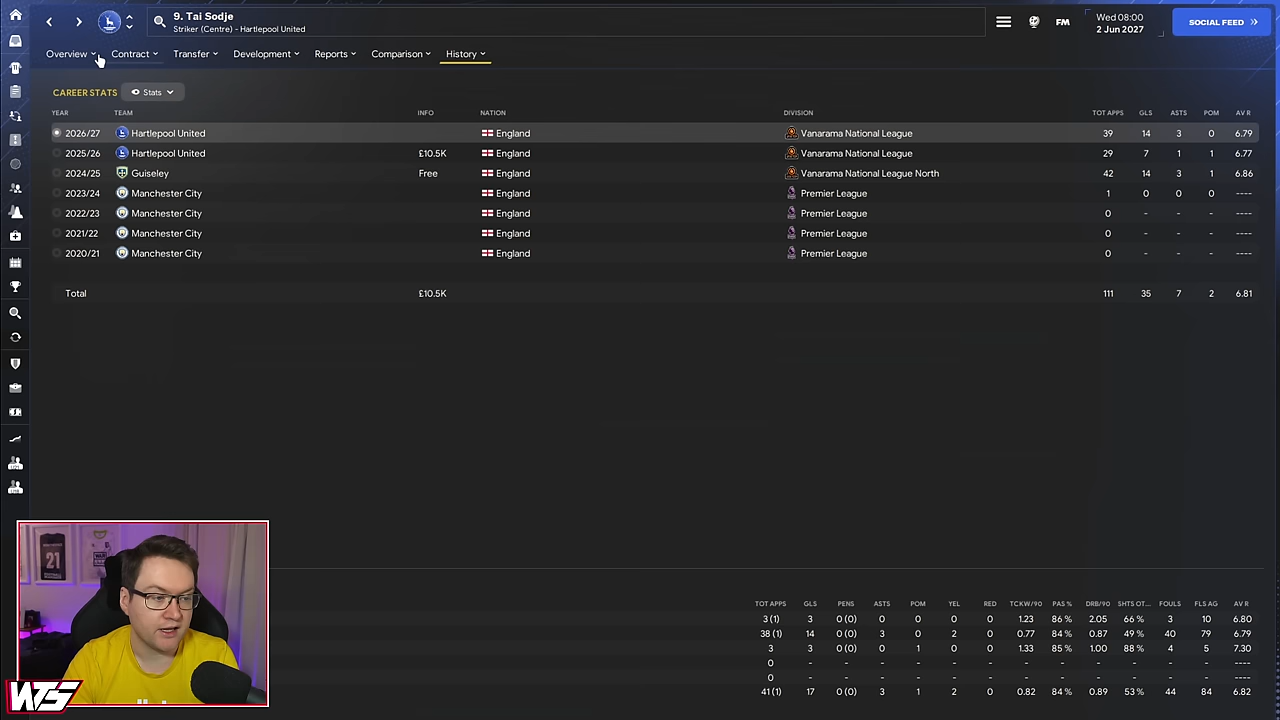 9. Tai Sodje
Striker (Centre) - Hartlepool United
FM
Wed 08:00
2 Jun 2027
SOCIAL FEED
Overview Contract Transfer Development Reports Comparison History
CAREER STATS Stats
YEAR TEAM INFO NATION DIVISION TOT APPS GLS ASTS POM AV R
2026/27 Hartlepool United England Vanarama National League 39 14 3 0 6.79
2025/26 Hartlepool United £10.5K England Vanarama National League 29 7 1 1 6.77
2024/25 Guiseley Free England Vanarama National League North 42 14 3 1 6.86
2023/24 Manchester City England Premier League 1 0 0 0 ----
2022/23 Manchester City England Premier League 0 - - - ----
2021/22 Manchester City England Premier League 0 - - - ----
2020/21 Manchester City England Premier League 0 - - - ----
Total £10.5K 111 35 7 2 6.81
TOT APPS GLS PENS ASTS POM YEL RED TCKW/90 PAS % DRB/90 SHTS OT... FOULS FLS AG AV R
3 (1) 3 0 (0) 0 0 0 0 1.23 86 % 2.05 66 % 3 10 6.80
38 (1) 14 0 (0) 3 0 2 0 0.77 84 % 0.87 49 % 40 79 6.79
3 3 0 (0) 0 1 0 0 1.33 85 % 1.00 88 % 4 5 7.30
0 - - - - - - - - - - - - ----
0 - - - - - - - - - - - - ----
41 (1) 17 0 (0) 3 1 2 0 0.82 84 % 0.89 53 % 44 84 6.82
21
WTS